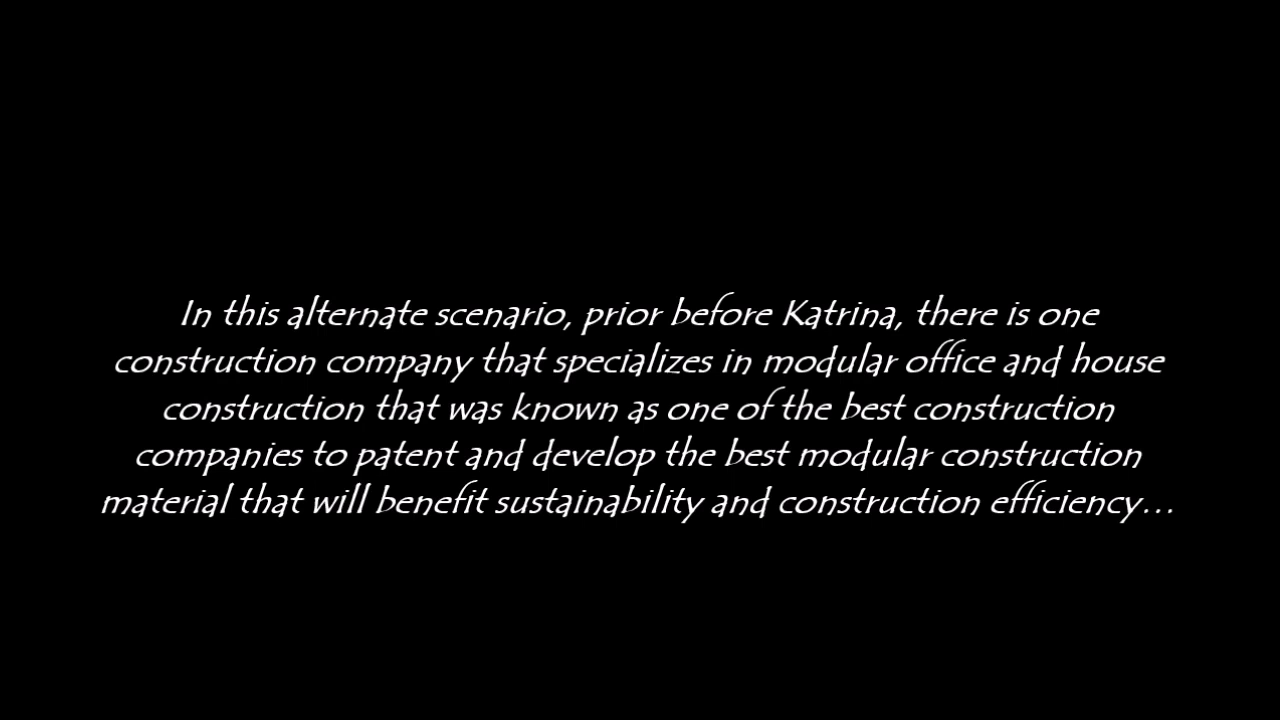 In this alternate scenario, prior before Katrina, there is one
construction company that specializes in modular office and house
construction that was known as one of the best construction
companies to patent and develop the best modular construction
material that will benefit sustainability and construction efficiency...